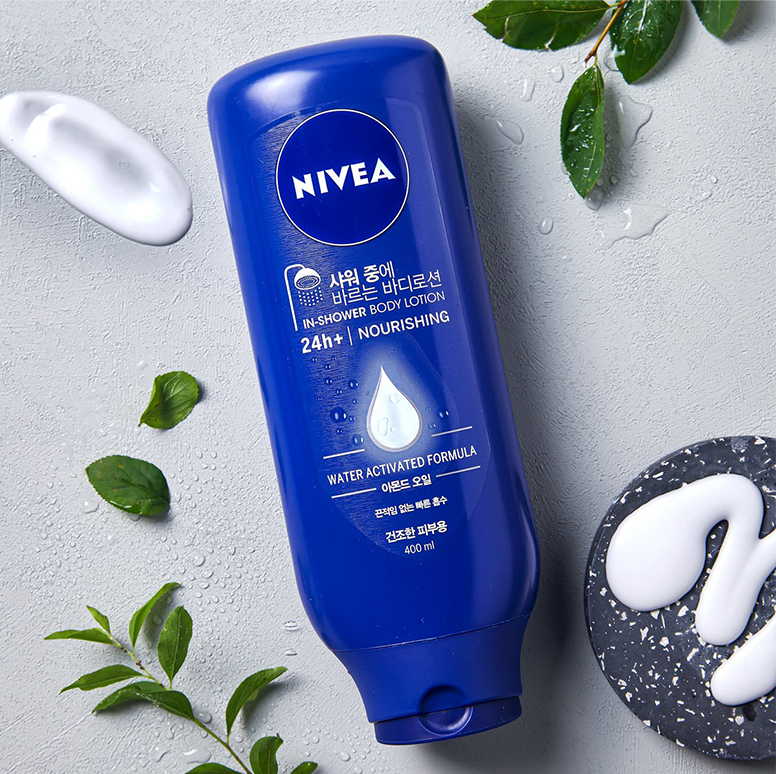 NIVEA
샤워 중에
바르는 바디로션
IN-SHOWER BODY LOTION
24h+ | NOURISHING
WATER ACTIVATED FORMULA
아몬드 오일
끈적임 없는 빠른 흡수
건조한 피부용
400 ml